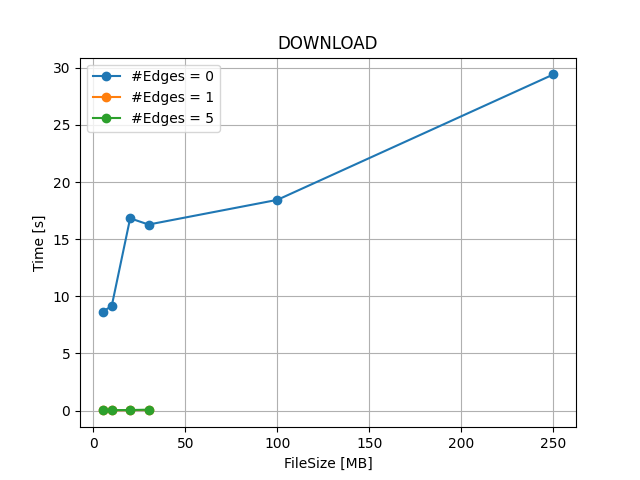 DOWNLOAD
#Edges = 0
#Edges = 1
#Edges = 5
Time [s]
30
25
20
15
10
5
0
0 50 100 150 200 250
FileSize [MB]